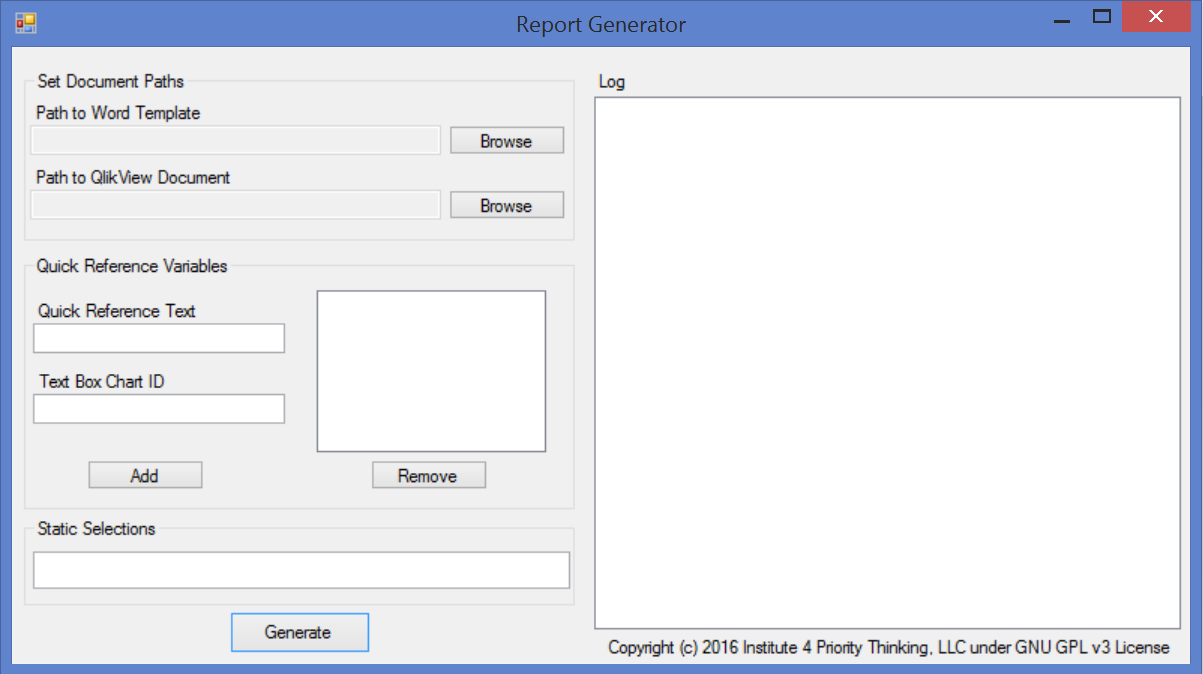 Report Generator
Set Document Paths
Path to Word Template
Browse
Path to QlikView Document
Browse
Quick Reference Variables
Quick Reference Text
Text Box Chart ID
Add
Remove
Static Selections
Generate
Log
Copyright (c) 2016 Institute 4 Priority Thinking, LLC under GNU GPL v3 License